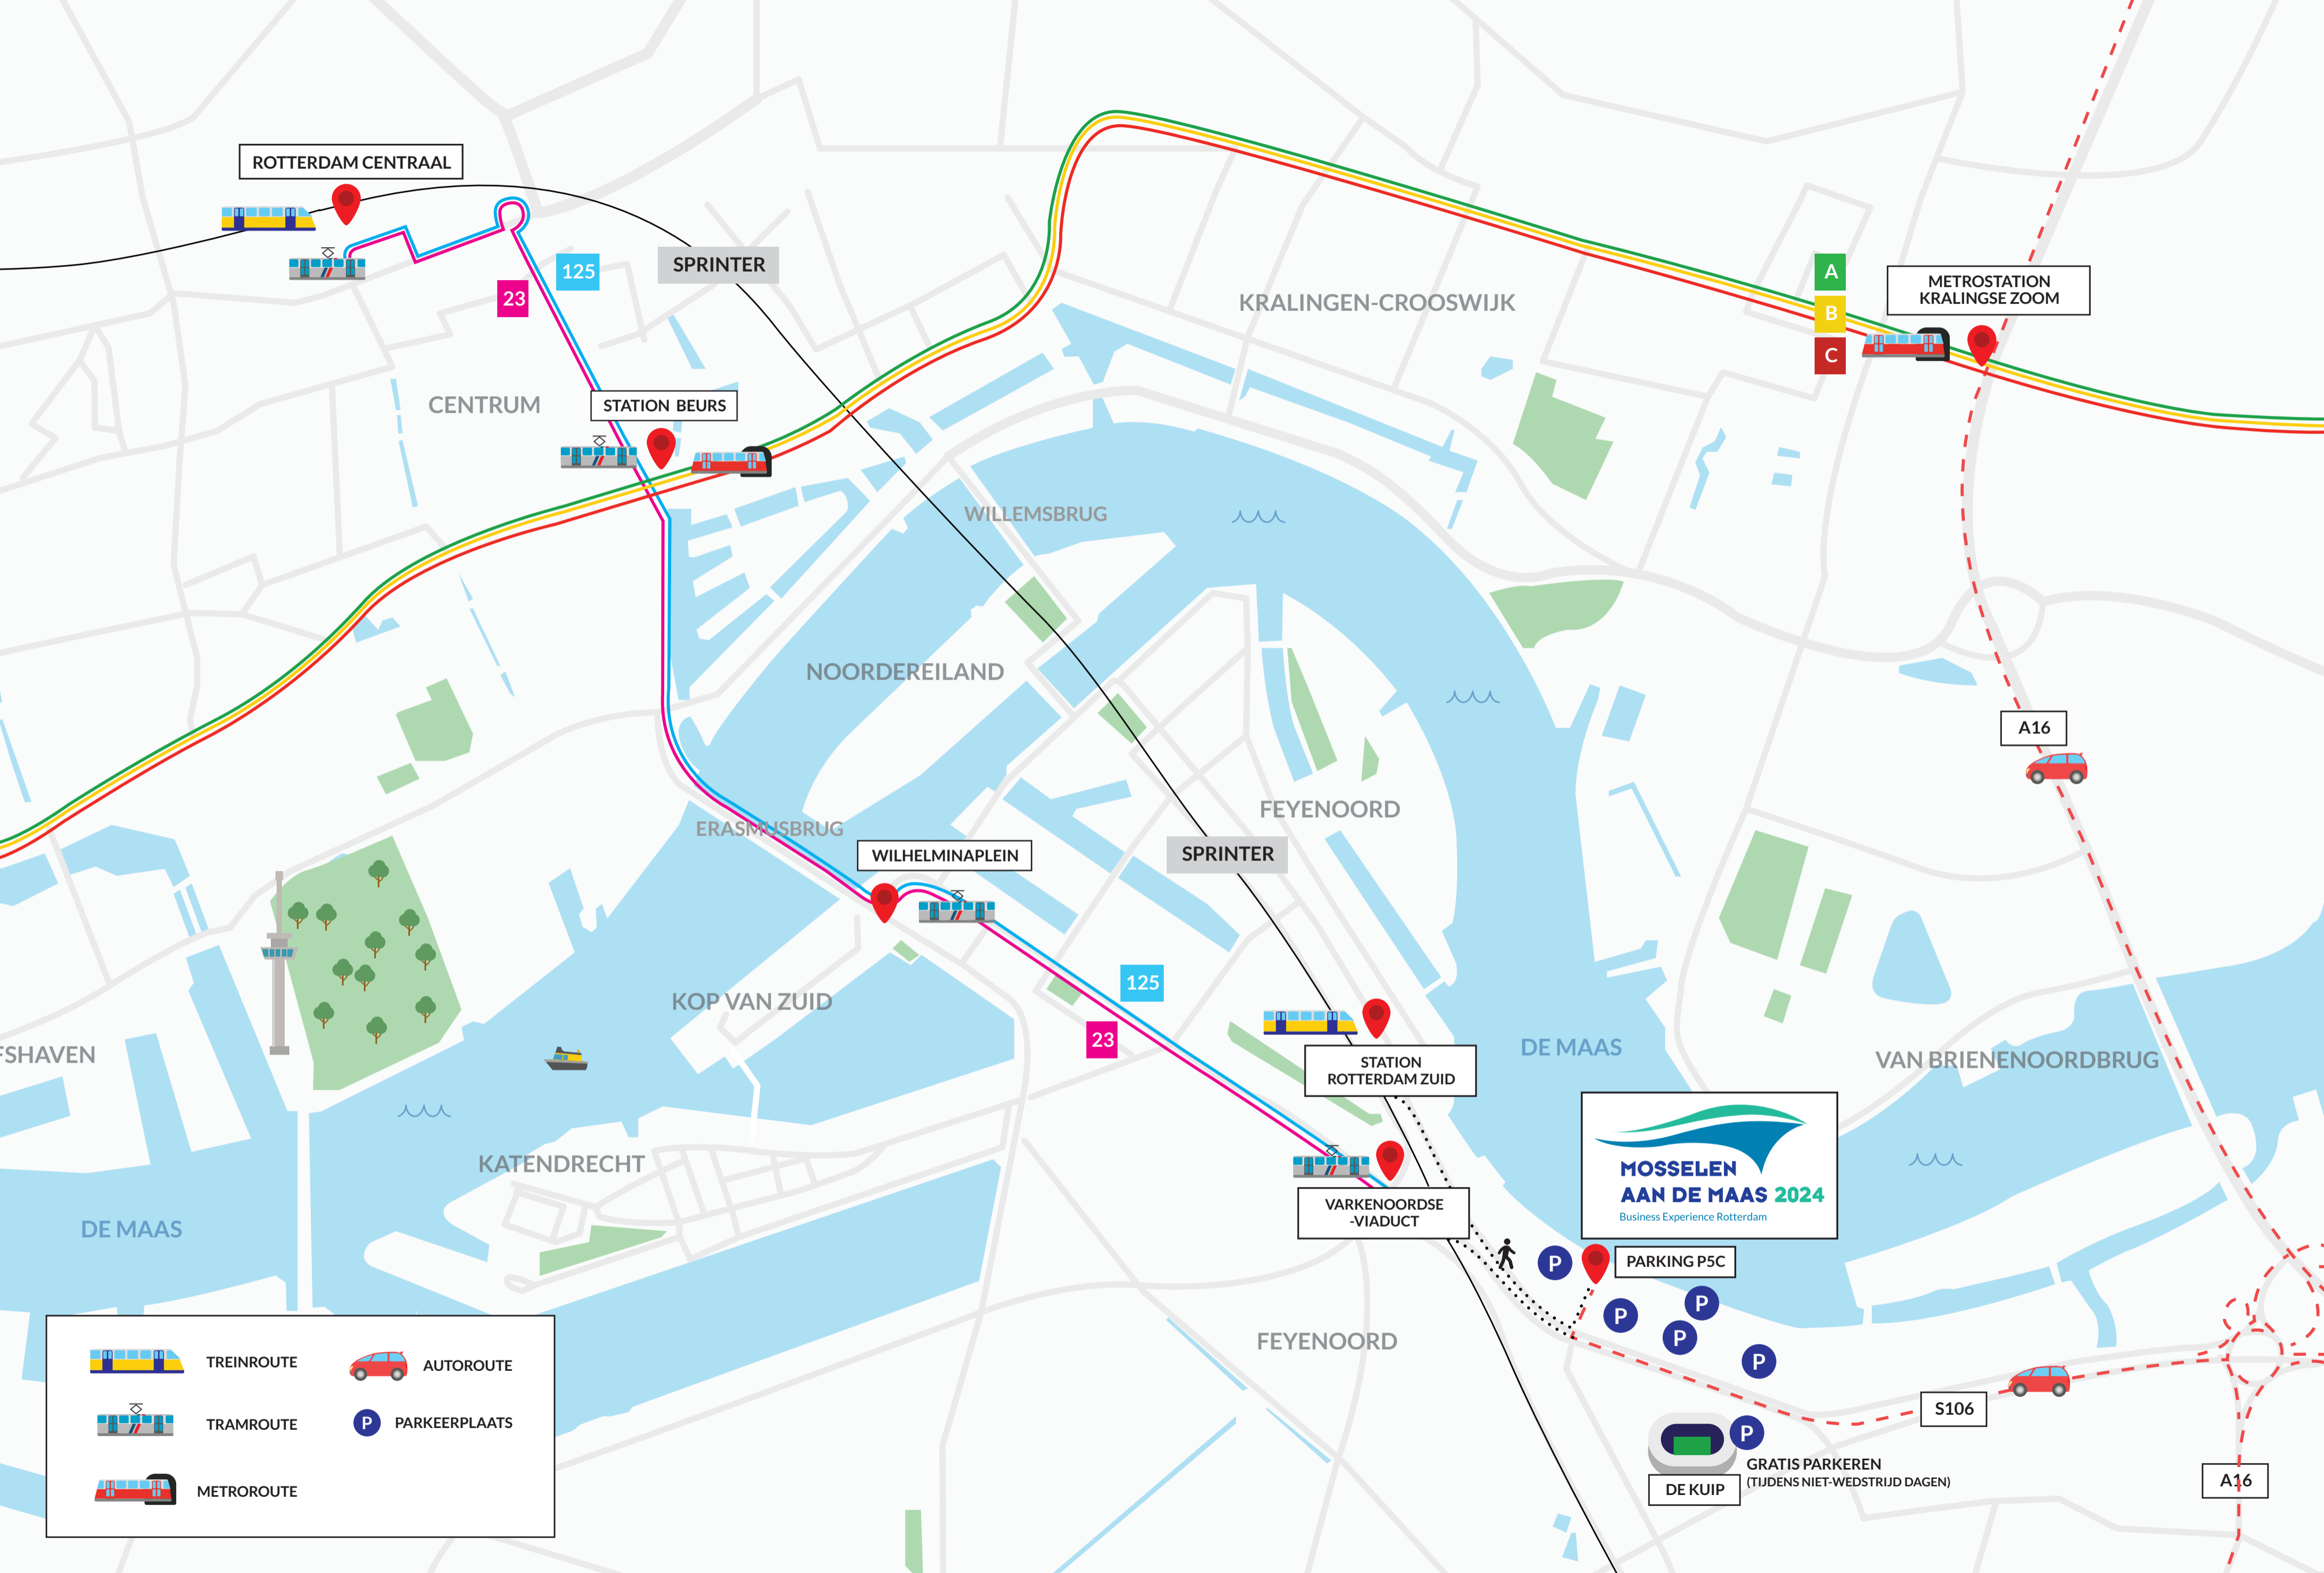 ROTTERDAM CENTRAAL
SPRINTER
125
23
A
B
C
METROSTATION
KRALINGSE ZOOM
KRALINGEN-CROOSWIJK
CENTRUM
STATION BEURS
WILLEMSBRUG
NOORDEREILAND
A16
FEYENOORD
ERASMUSBRUG
WILHELMINAPLEIN
SPRINTER
125
23
KOP VAN ZUID
FSHAVEN
STATION
ROTTERDAM ZUID
DE MAAS
VAN BRIENENOORDBRUG
MOSSELEN
AAN DE MAAS 2024
Business Experience Rotterdam
KATENDRECHT
DE MAAS
VARKENOORDSE
-VIADUCT
P
PARKING P5C
P
P
P
P
FEYENOORD
S106
P
GRATIS PARKEREN
(TIJDENS NIET-WEDSTRIJD DAGEN)
DE KUIP
A16
TREINROUTE
AUTOROUTE
TRAMROUTE
P
PARKEERPLAATS
METROROUTE